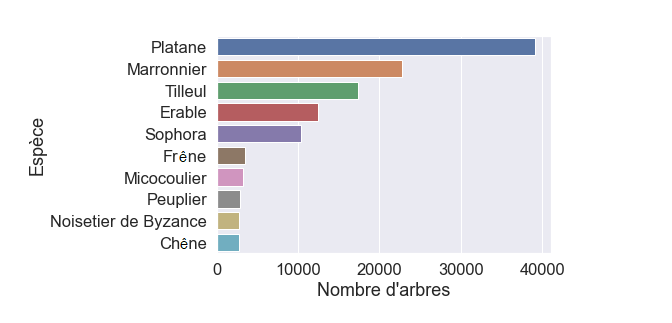 Espèce
Platane
Marronnier
Tilleul
Erable
Sophora
Frêne
Micocoulier
Peuplier
Noisetier de Byzance
Chêne
0 10000 20000 30000 40000
Nombre d'arbres